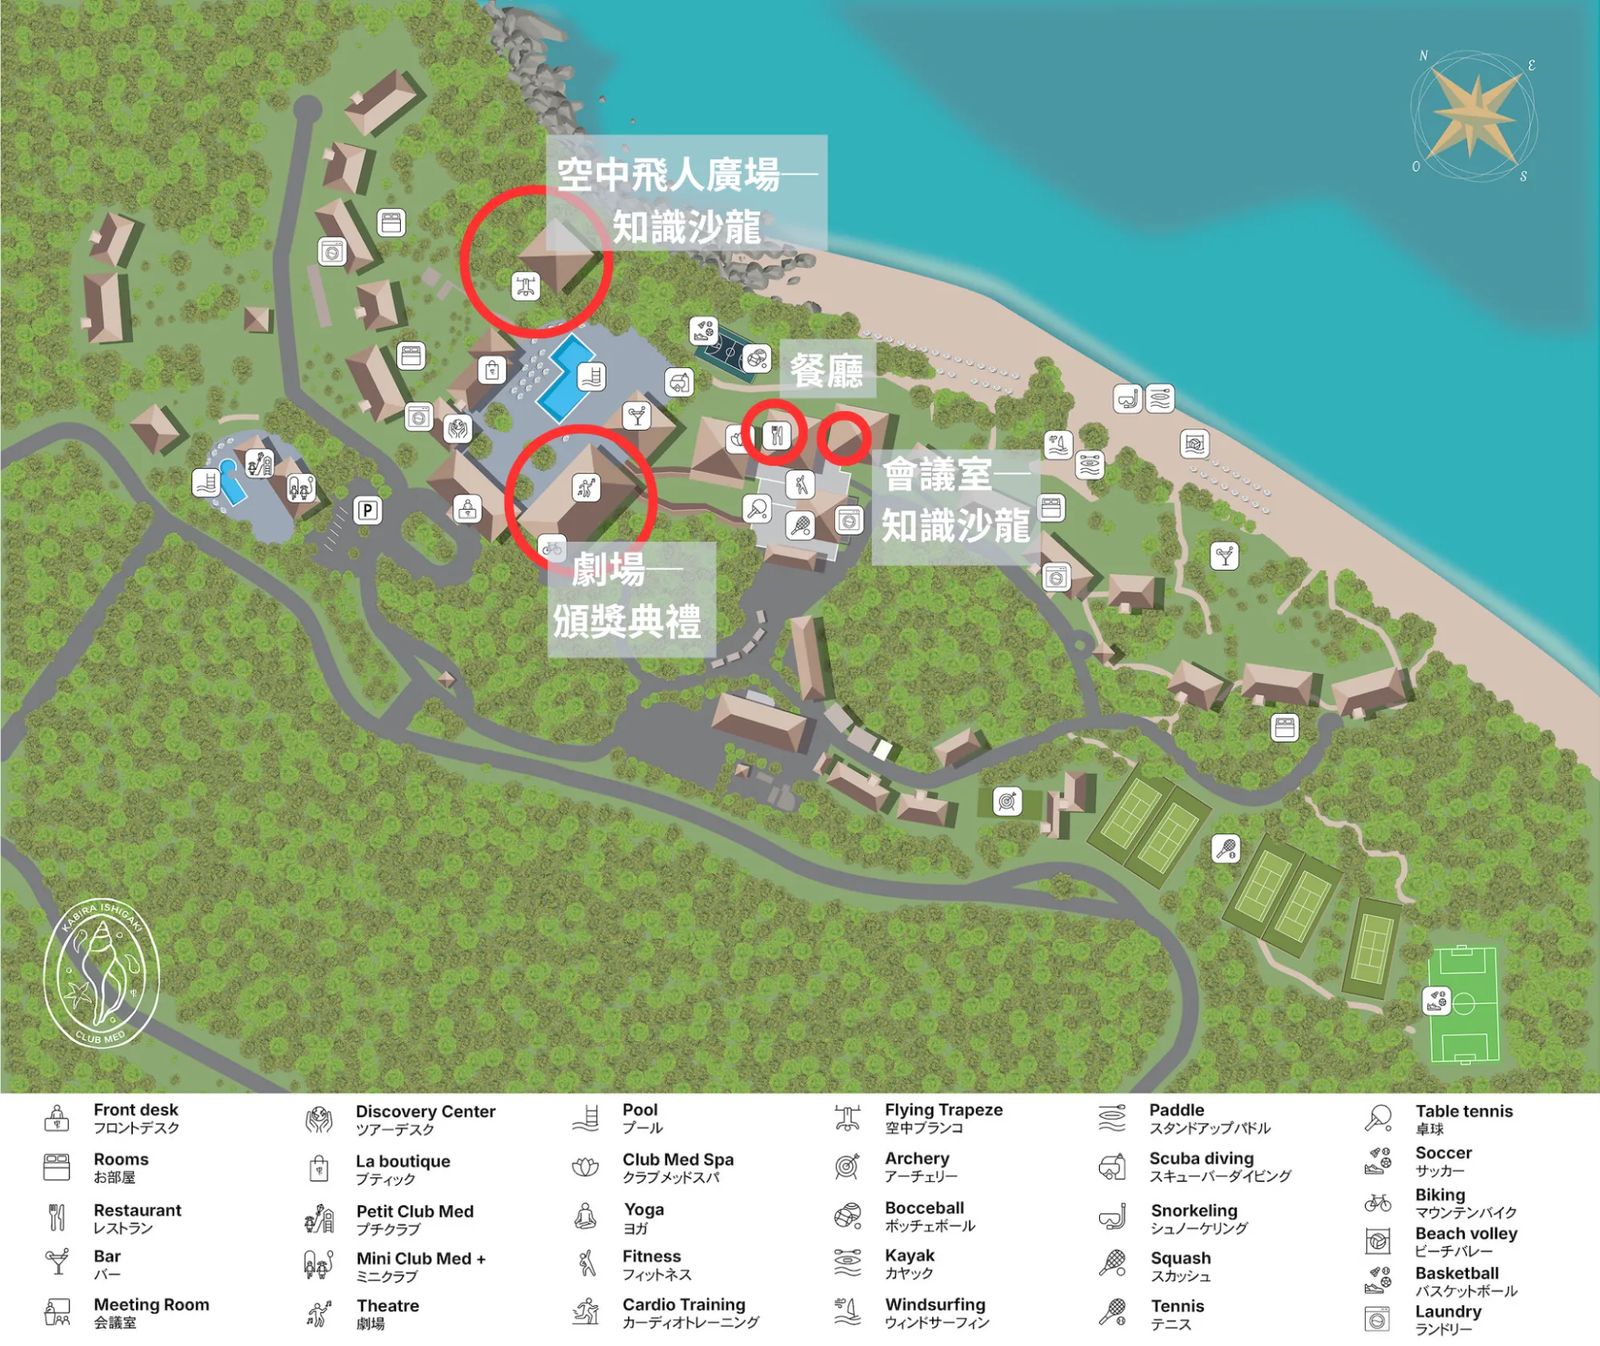 N
E
O
S
空中飛人廣場—
知識沙龍
餐廳
會議室—
知識沙龍
P
劇場—
頒獎典禮
KABIRA ISHIGAKI
CLUB MED
Front desk
フロントデスク
Rooms
お部屋
Restaurant
レストラン
Bar
バー
Meeting Room
会議室
Discovery Center
ツアーデスク
La boutique
ブティック
Petit Club Med
プチクラブ
Mini Club Med +
ミニクラブ
Theatre
劇場
Pool
プール
Club Med Spa
クラブメッドスパ
Yoga
ヨガ
Fitness
フィットネス
Cardio Training
カーディオトレーニング
Flying Trapeze
空中ブランコ
Archery
アーチェリー
Bocceball
ボッチェボール
Kayak
カヤック
Windsurfing
ウィンドサーフィン
Paddle
スタンドアップパドル
Scuba diving
スキューバーダイビング
Snorkeling
シュノーケリング
Squash
スカッシュ
Tennis
テニス
Table tennis
卓球
Soccer
サッカー
Biking
マウンテンバイク
Beach volley
ビーチバレー
Basketball
バスケットボール
Laundry
ランドリー